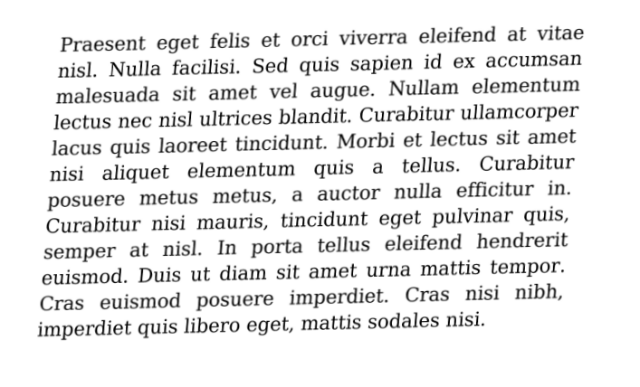 Praesent eget felis et orci viverra eleifend at vitae
nisl. Nulla facilisi. Sed quis sapien id ex accumsan
malesuada sit amet vel augue. Nullam elementum
lectus nec nisl ultrices blandit. Curabitur ullamcorper
lacus quis laoreet tincidunt. Morbi et lectus sit amet
nisi aliquet elementum quis a tellus. Curabitur
posuere metus metus, a auctor nulla efficitur in.
Curabitur nisi mauris, tincidunt eget pulvinar quis,
semper at nisl. In porta tellus eleifend hendrerit
euismod. Duis ut diam sit amet urna mattis tempor.
Cras euismod posuere imperdiet. Cras nisi nibh,
imperdiet quis libero eget, mattis sodales nisi.